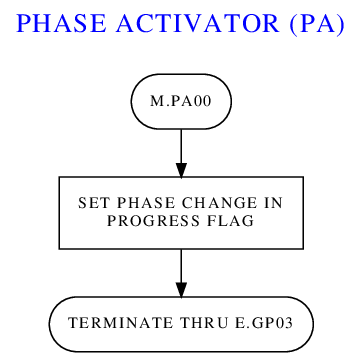 PHASE ACTIVATOR (PA)
M.PA00
SET PHASE CHANGE IN
PROGRESS FLAG
TERMINATE THRU E.GP03